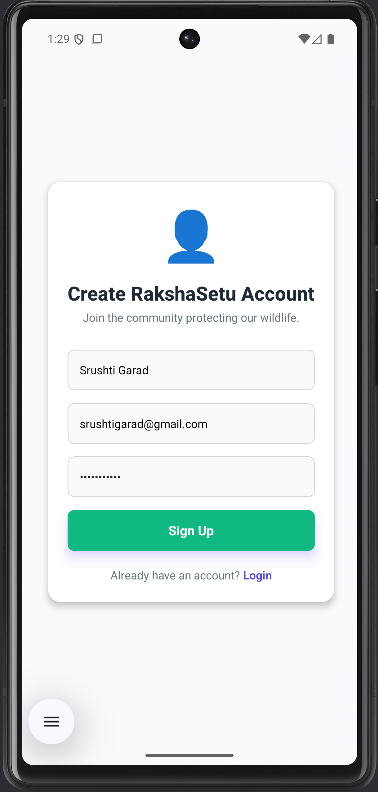 1:29
Create RakshaSetu Account
Join the community protecting our wildlife.
Srushti Garad
srushtigarad@gmail.com
•••••••••••
Sign Up
Already have an account? Login